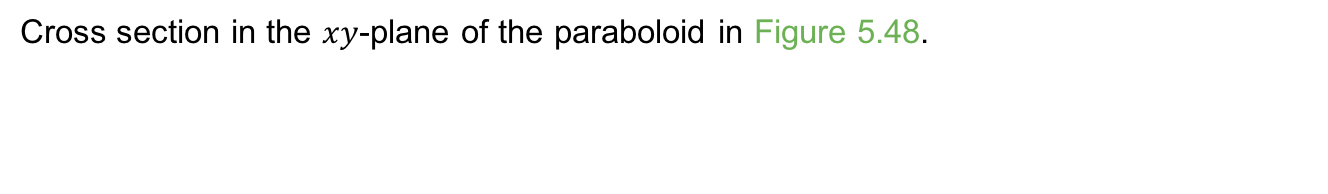 Cross section in the xy-plane of the paraboloid in Figure 5.48.